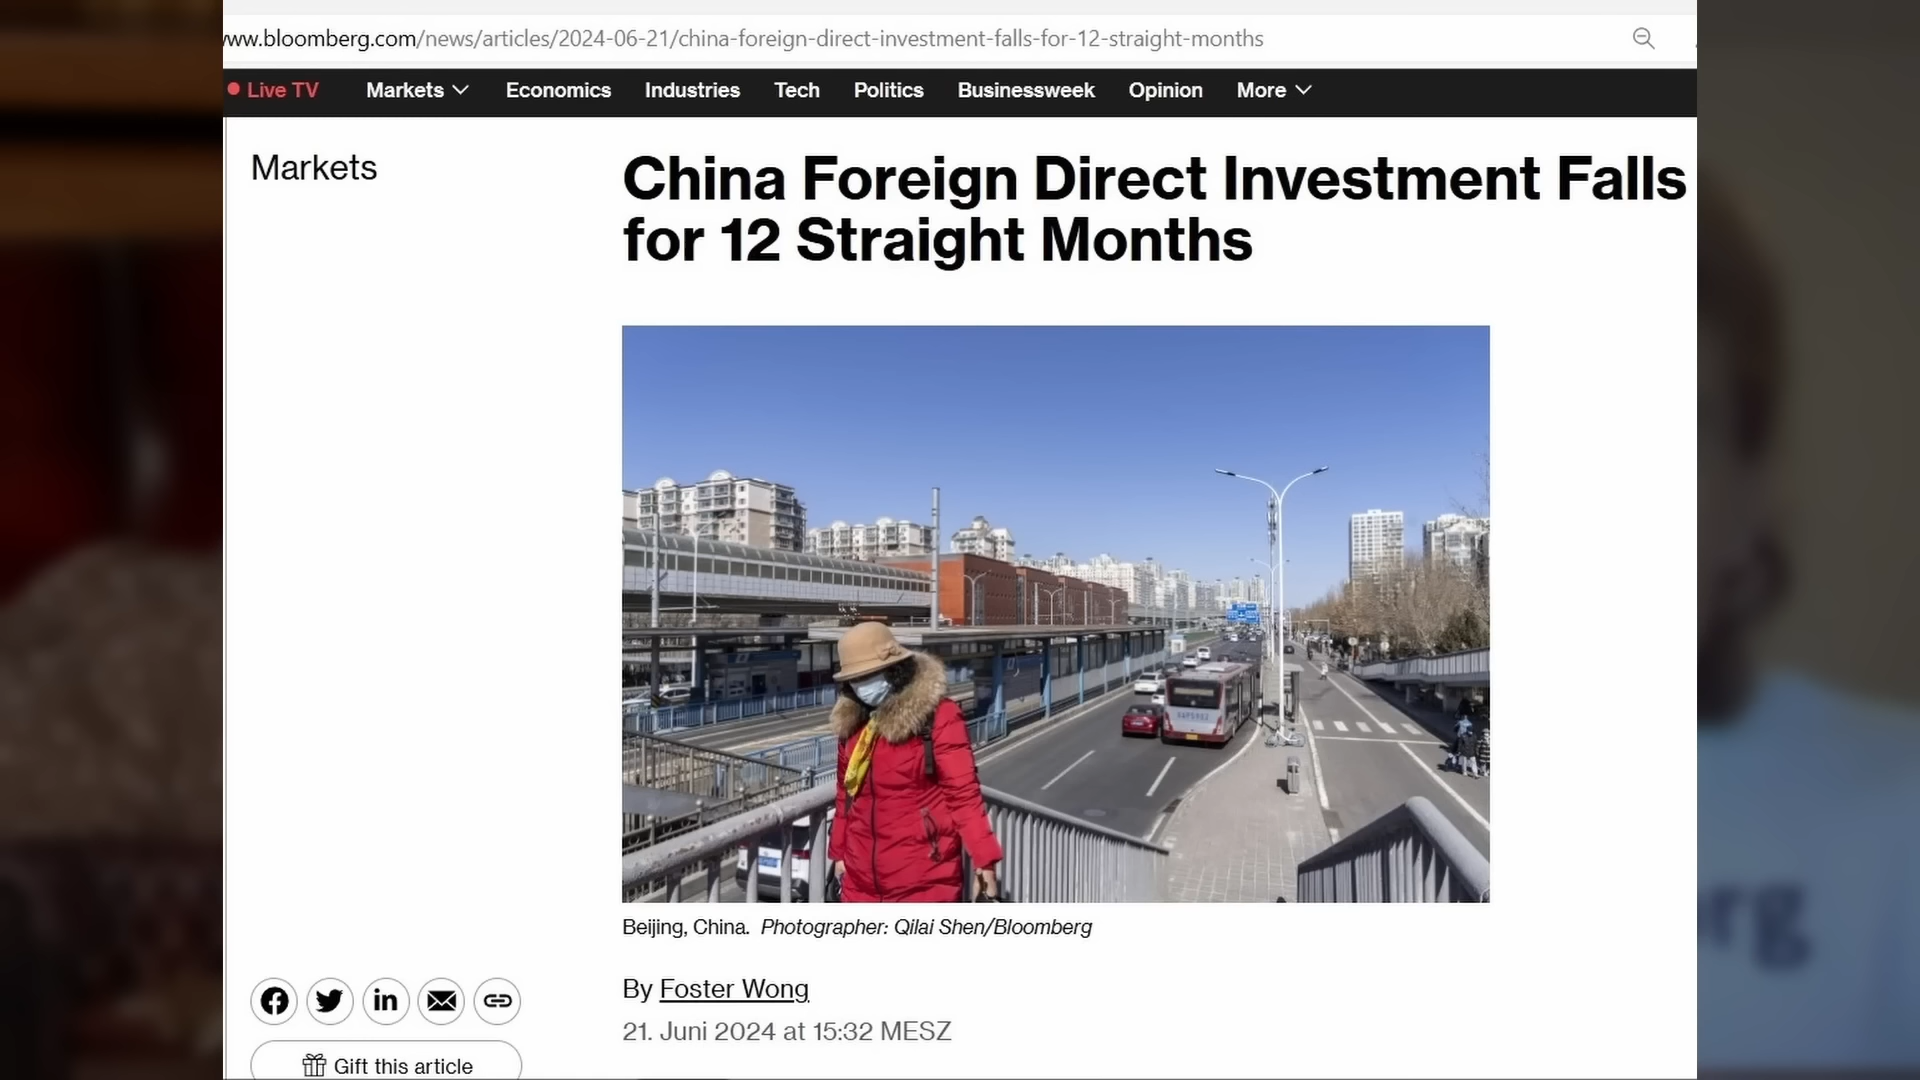 www.bloomberg.com/news/articles/2024-06-21/china-foreign-direct-investment-falls-for-12-straight-months
Live TV Markets Economics Industries Tech Politics Businessweek Opinion More
Markets
China Foreign Direct Investment Falls
for 12 Straight Months
Beijing, China. Photographer: Qilai Shen/Bloomberg
By Foster Wong
21. Juni 2024 at 15:32 MESZ
Gift this article